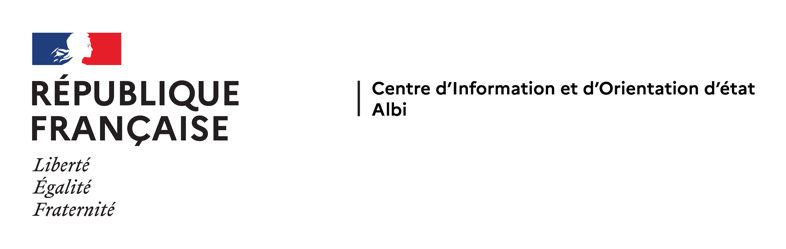 RÉPUBLIQUE
FRANÇAISE
Liberté
Égalité
Fraternité
Centre d'Information et d'Orientation d'état
Albi